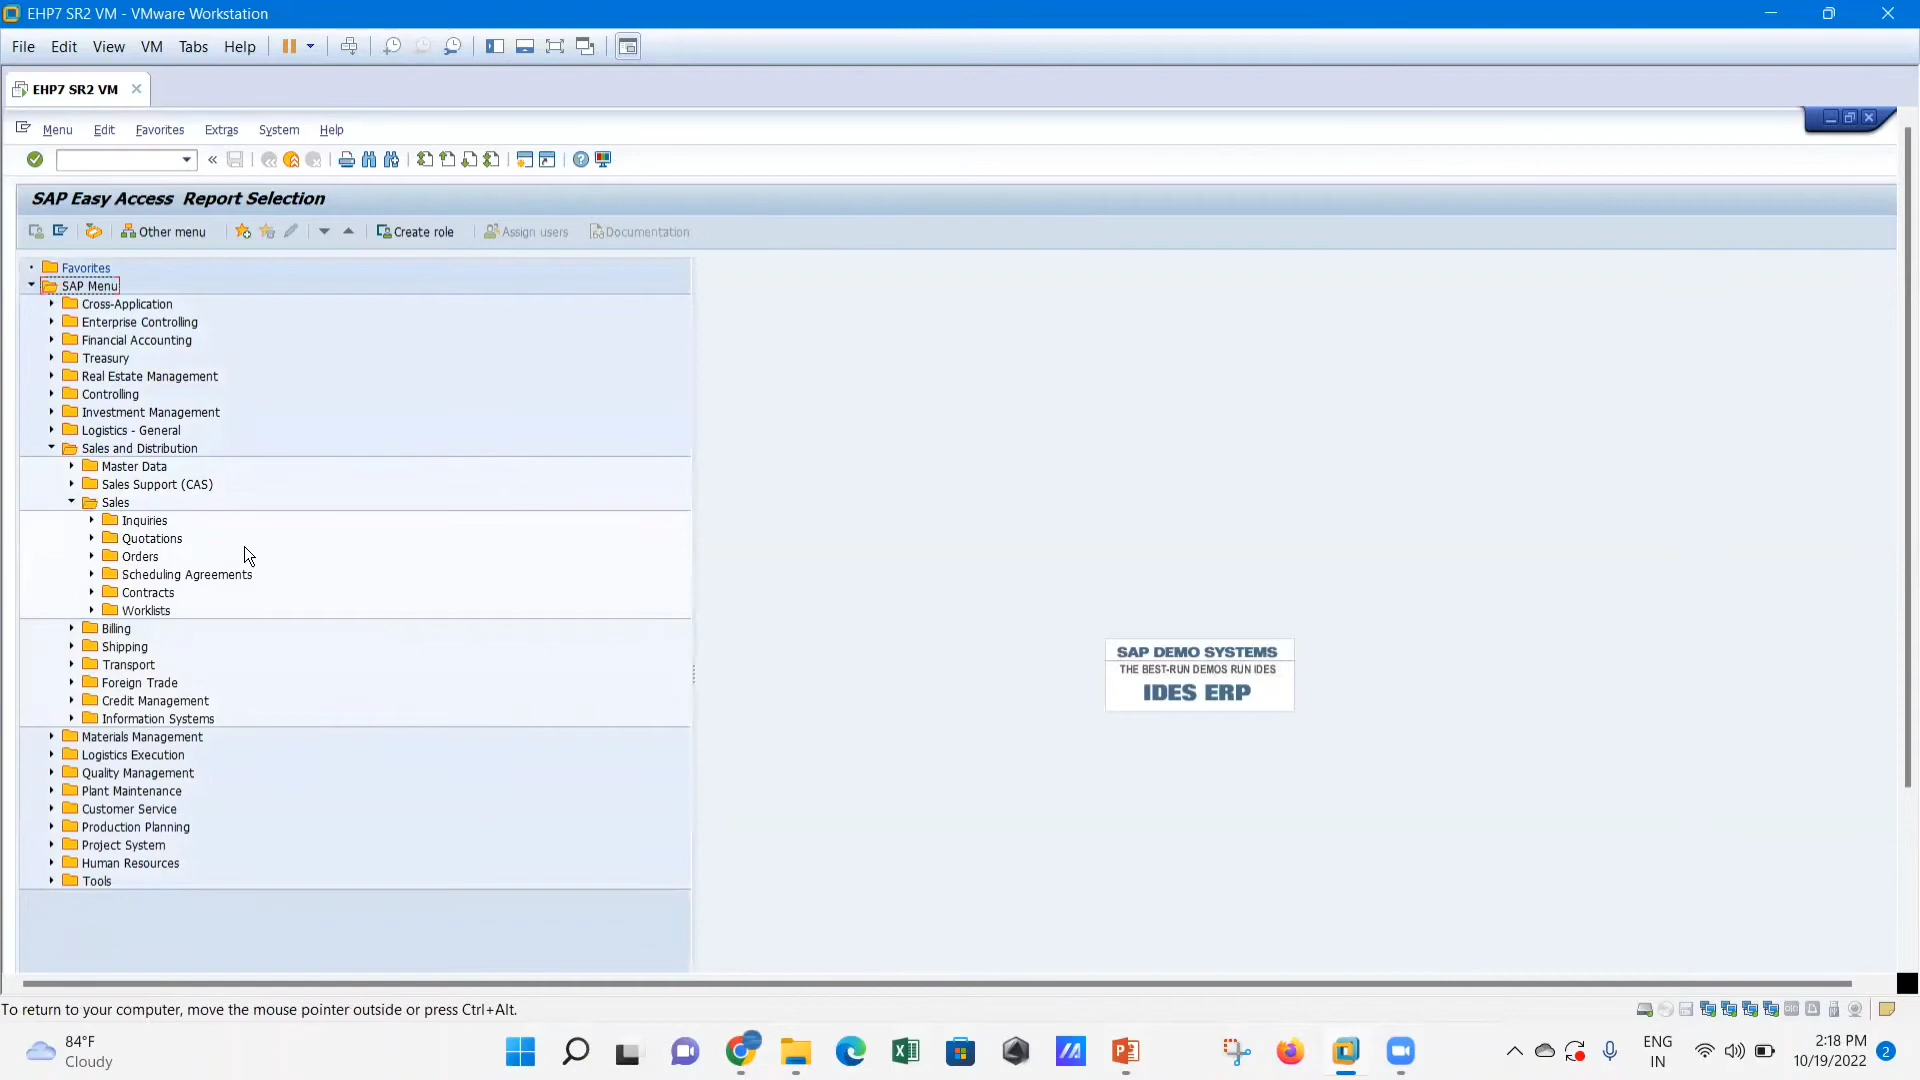 EHP7 SR2 VM - VMware Workstation
File Edit View VM Tabs Help
EHP7 SR2 VM
Menu Edit Favorites Extras System Help
SAP Easy Access Report Selection
Other menu Create role Assign users Documentation
Favorites
SAP Menu
Cross-Application
Enterprise Controlling
Financial Accounting
Treasury
Real Estate Management
Controlling
Investment Management
Logistics - General
Sales and Distribution
Master Data
Sales Support (CAS)
Sales
Inquiries
Quotations
Orders
Scheduling Agreements
Contracts
Worklists
Billing
Shipping
Transport
Foreign Trade
Credit Management
Information Systems
Materials Management
Logistics Execution
Quality Management
Plant Maintenance
Customer Service
Production Planning
Project System
Human Resources
Tools
SAP DEMO SYSTEMS
THE BEST-RUN DEMOS RUN IDES
IDES ERP
To return to your computer, move the mouse pointer outside or press Ctrl+Alt.
84°F
Cloudy
ENG
IN
2:18 PM
10/19/2022
2